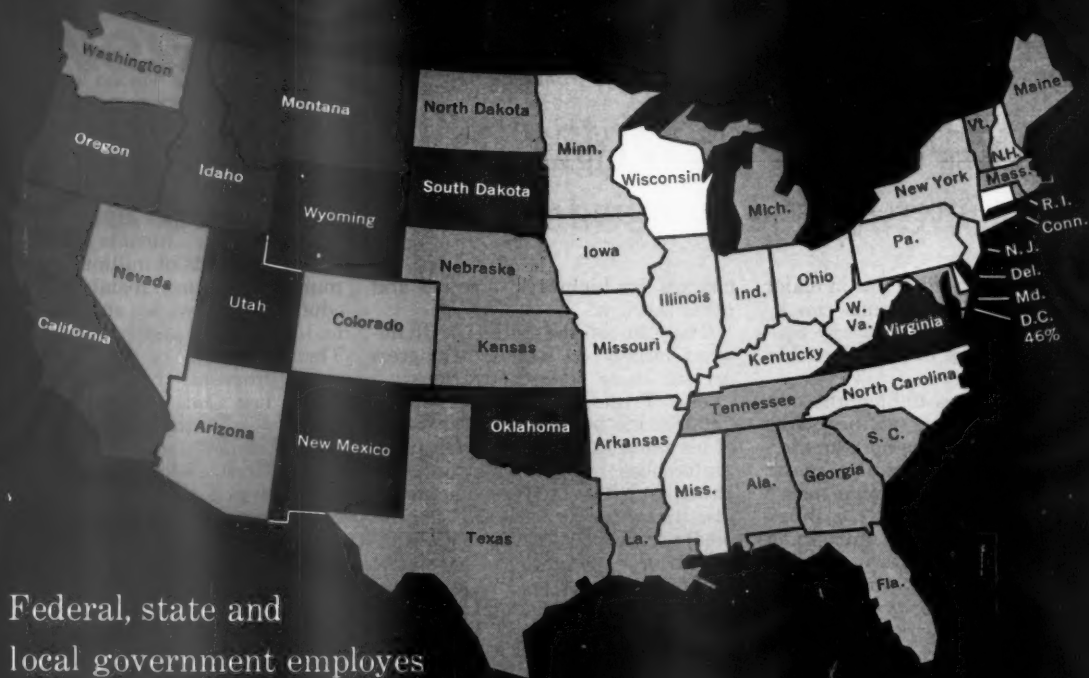 Washington
Montana
North Dakota
Minn.
Maine
Oregon
Idaho
Vt.
N.H.
Wisconsin
South Dakota
Mich.
New York
Mass.
Wyoming
R.I.
Conn.
Iowa
Pa.
Nebraska
N.J.
Nevada
Utah
Illinois
Ind.
Ohio
Del.
Colorado
W.
Va.
Md.
California
Kansas
Missouri
Virginia
D.C.
46%
Kentucky
North Carolina
Tennessee
Arizona
New Mexico
Oklahoma
Arkansas
S. C.
Miss.
Ala.
Georgia
Texas
La.
Fla.
Federal, state and
local government employes